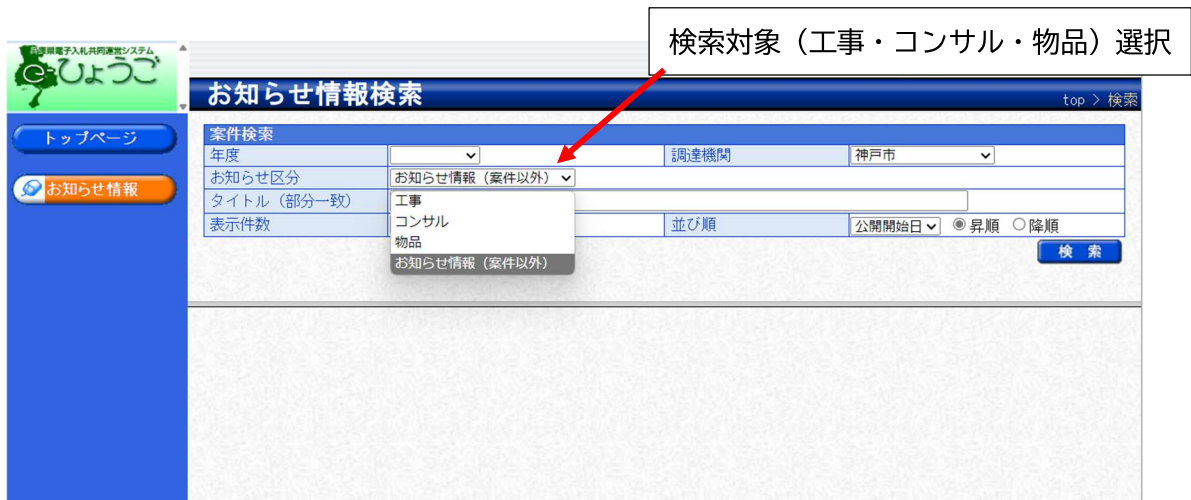 検索対象（工事・コンサル・物品）選択
兵庫県電子入札共同運営システム
eひょうご
お知らせ情報検索
top > 検索
トップページ
お知らせ情報
案件検索
年度 調達機関 神戸市
お知らせ区分 お知らせ情報（案件以外）
タイトル（部分一致）
工事
コンサル
物品
お知らせ情報（案件以外）
表示件数 並び順 公開開始日 昇順 降順
検 索